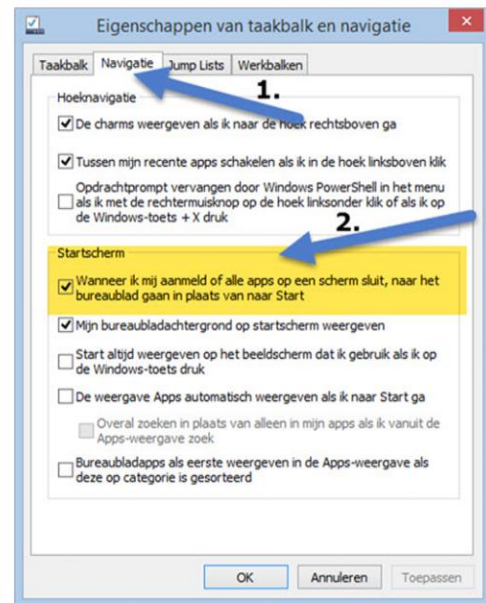 Eigenschappen van taakbalk en navigatie
Taakbalk Navigatie Jump Lists Werkbalken
1.
Hoeknavigatie
De charms weergeven als ik naar de hoek rechtsboven ga
Tussen mijn recente apps schakelen als ik in de hoek linksboven klik
Opdrachtprompt vervangen door Windows PowerShell in het menu
als ik met de rechtermuisknop op de hoek linksonder klik of als ik op
de Windows-toets + X druk
2.
Startscherm
Wanneer ik mij aanmeld of alle apps op een scherm sluit, naar het
bureaublad gaan in plaats van naar Start
Mijn bureaubladachtergrond op startscherm weergeven
Start altijd weergeven op het beeldscherm dat ik gebruik als ik op
de Windows-toets druk
De weergave Apps automatisch weergeven als ik naar Start ga
Overal zoeken in plaats van alleen in mijn apps als ik vanuit de
Apps-weergave zoek
Bureaubladapps als eerste weergeven in de Apps-weergave als
deze op categorie is gesorteerd
OK Annuleren Toepassen